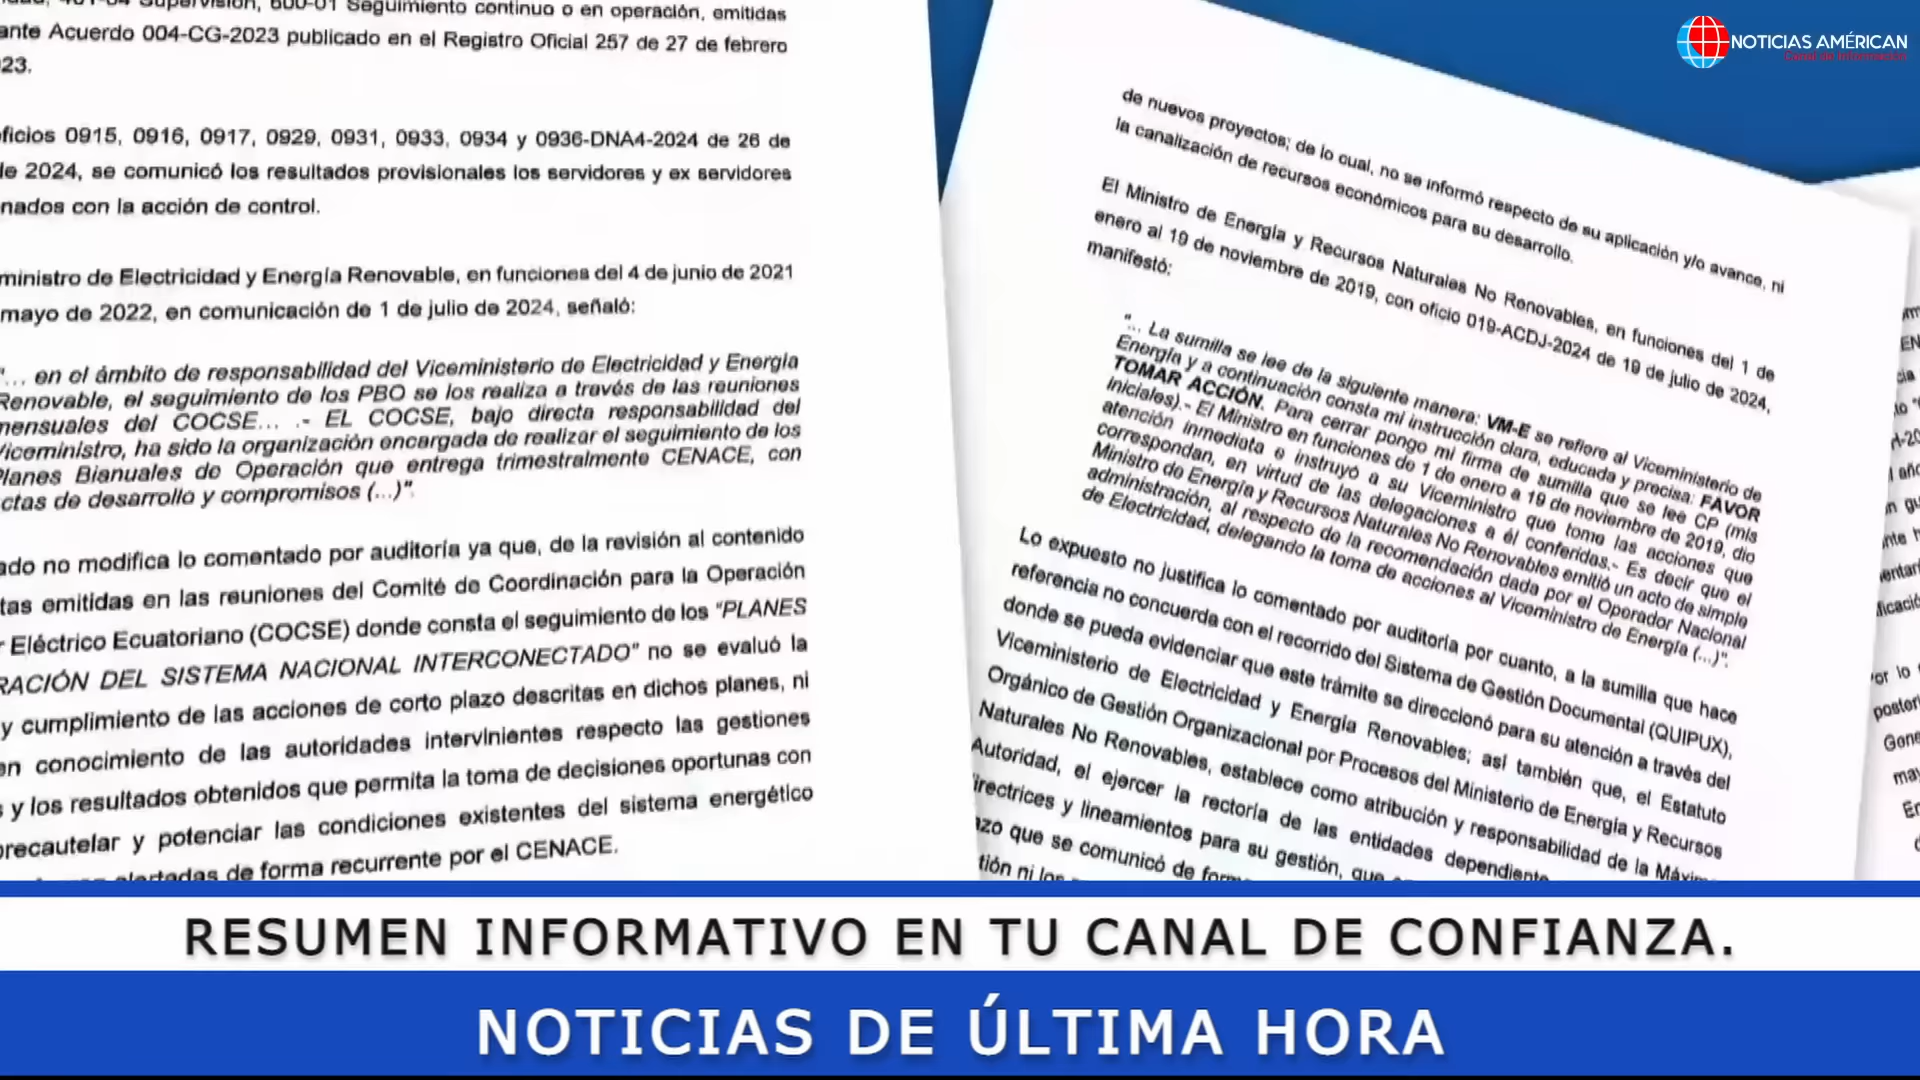 Supervisión, 600-01 Seguimiento continuo o en operación, emitidas
ante Acuerdo 004-CG-2023 publicado en el Registro Oficial 257 de 27 de febrero
23.
ficios 0915, 0916, 0917, 0929, 0931, 0933, 0934 y 0936-DNA4-2024 de 26 de
de 2024, se comunicó los resultados provisionales los servidores y ex servidores
nados con la acción de control.
ministro de Electricidad y Energía Renovable, en funciones del 4 de junio de 2021
mayo de 2022, en comunicación de 1 de julio de 2024, señaló:
"... en el ámbito de responsabilidad del Viceministerio de Electricidad y Energía
Renovable, el seguimiento de los PBO se los realiza a través de las reuniones
mensuales del COCSE... .- EL COCSE, bajo directa responsabilidad del
Viceministro, ha sido la organización encargada de realizar el seguimiento de los
Planes Bianuales de Operación que entrega trimestralmente CENACE, con
ctas de desarrollo y compromisos (...)".
ado no modifica lo comentado por auditoría ya que, de la revisión al contenido
tas emitidas en las reuniones del Comité de Coordinación para la Operación
r Eléctrico Ecuatoriano (COCSE) donde consta el seguimiento de los "PLANES
RACIÓN DEL SISTEMA NACIONAL INTERCONECTADO" no se evaluó la
y cumplimiento de las acciones de corto plazo descritas en dichos planes, ni
en conocimiento de las autoridades intervinientes respecto las gestiones
s y los resultados obtenidos que permita la toma de decisiones oportunas con
precautelar y potenciar las condiciones existentes del sistema energético
alertadas de forma recurrente por el CENACE.
de nuevos proyectos; de lo cual, no se informó respecto de su aplicación y/o avance, ni
la canalización de recursos económicos para su desarrollo.
El Ministro de Energía y Recursos Naturales No Renovables, en funciones del 1 de
enero al 19 de noviembre de 2019, con oficio 019-ACDJ-2024 de 19 de julio de 2024,
manifestó:
"... La sumilla se lee de la siguiente manera: VM-E se refiere al Viceministerio de
Energía y a continuación consta mi instrucción clara, educada y precisa: FAVOR
TOMAR ACCIÓN. Para cerrar pongo mi firma de sumilla que se lee CP (mis
iniciales).- El Ministro en funciones de 1 de enero a 19 de noviembre de 2019, dio
atención inmediata e instruyó a su Viceministro que tome las acciones que
correspondan, en virtud de las delegaciones a él conferidas.- Es decir que el
Ministro de Energía y Recursos Naturales No Renovables emitió un acto de simple
administración, al respecto de la recomendación dada por el Operador Nacional
de Electricidad, delegando la toma de acciones al Viceministro de Energía (...)".
Lo expuesto no justifica lo comentado por auditoría por cuanto, a la sumilla que hace
referencia no concuerda con el recorrido del Sistema de Gestión Documental (QUIPUX),
donde se pueda evidenciar que este trámite se direccionó para su atención a través del
Viceministerio de Electricidad y Energía Renovables; así también que, el Estatuto
Orgánico de Gestión Organizacional por Procesos del Ministerio de Energía y Recursos
Naturales No Renovables, establece como atribución y responsabilidad de la Máxim
Autoridad, el ejercer la rectoría de las entidades dependiente
irectrices y lineamientos para su gestión, que
azo que se comunicó de form
tión ni los
NOTICIAS AMÉRICAN
Canal de Información
RESUMEN INFORMATIVO EN TU CANAL DE CONFIANZA.
NOTICIAS DE ÚLTIMA HORA